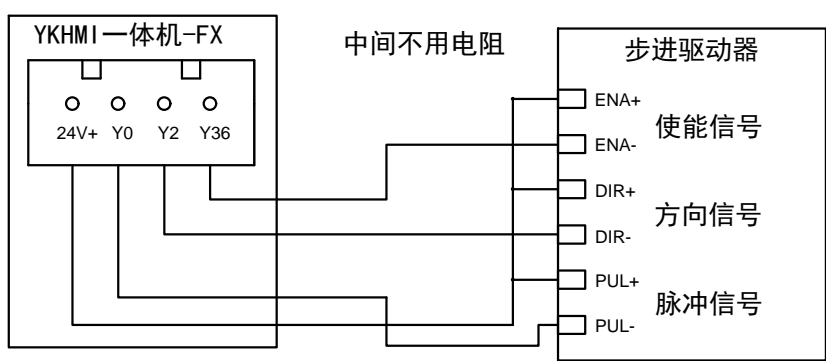 YKHMI一体机-FX
中间不用电阻
步进驱动器
24V+ Y0 Y2 Y36
ENA+
使能信号
ENA-
DIR+
方向信号
DIR-
PUL+
脉冲信号
PUL-